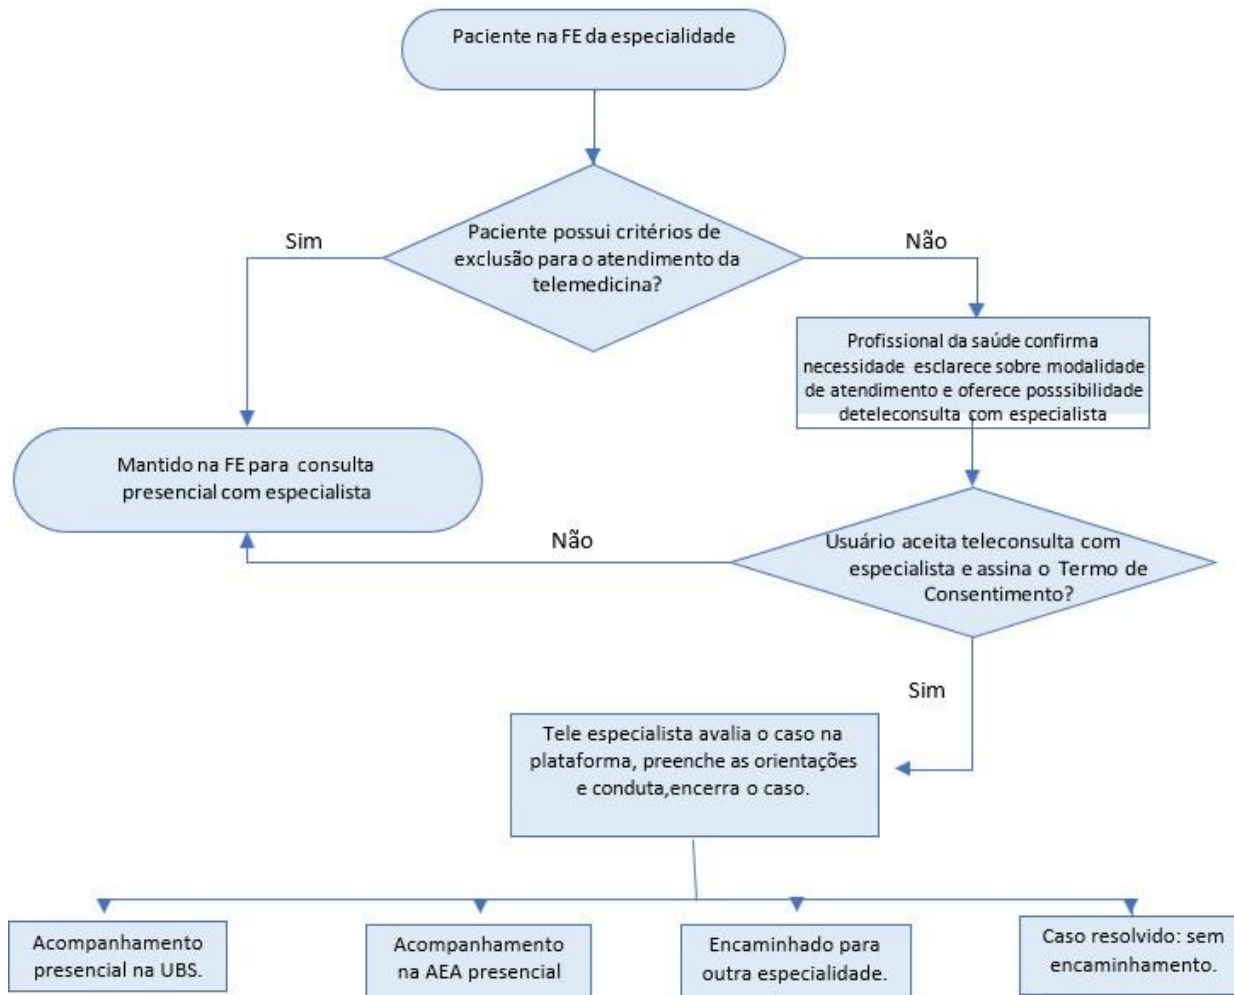 Paciente na FE da especialidade
Sim
Paciente possui critérios de
exclusão para o atendimento da
telemedicina?
Não
Profissional da saúde confirma
necessidade esclarece sobre modalidade
de atendimento e oferece posssibilidade
deteleconsulta com especialista
Mantido na FE para consulta
presencial com especialista
Não
Usuário aceita teleconsulta com
especialista e assina o Termo de
Consentimento?
Sim
Tele especialista avalia o caso na
plataforma, preenche as orientações
e conduta,encerra o caso.
Acompanhamento
presencial na UBS.
Acompanhamento
na AEA presencial
Encaminhado para
outra especialidade.
Caso resolvido: sem
encaminhamento.